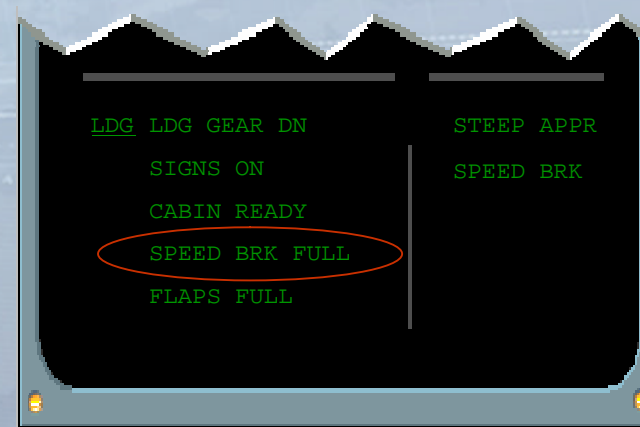 LDG LDG GEAR DN
SIGNS ON
CABIN READY
SPEED BRK FULL
FLAPS FULL
STEEP APPR
SPEED BRK